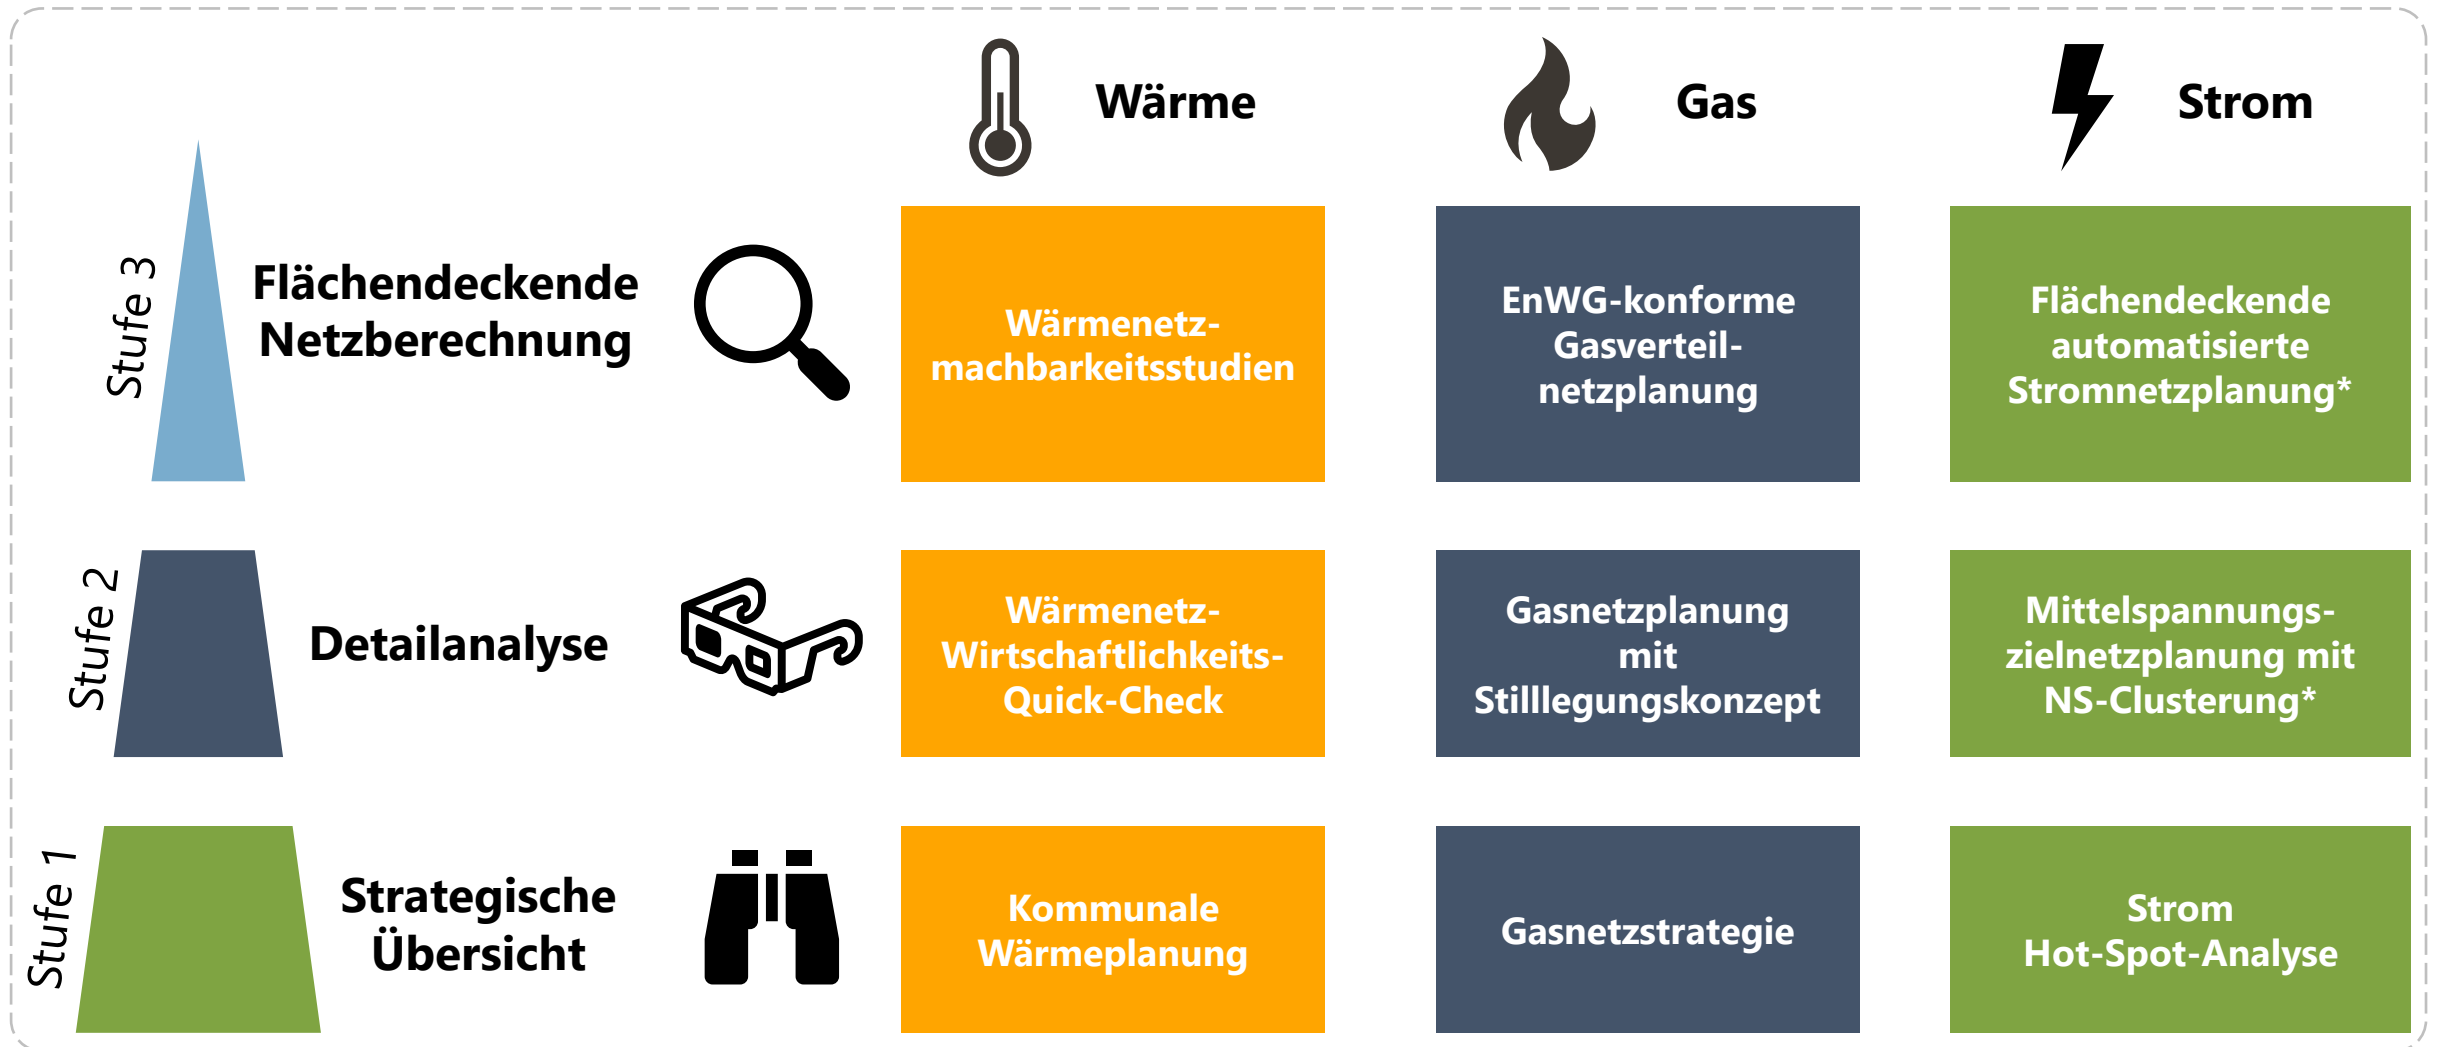 Wärme
Gas
Strom
Stufe 3
Flächendeckende
Netzberechnung
Wärmenetz-
machbarkeitsstudien
EnWG-konforme
Gasverteil-
netzplanung
Flächendeckende
automatisierte
Stromnetzplanung*
Stufe 2
Detailanalyse
Wärmenetz-
Wirtschaftlichkeits-
Quick-Check
Gasnetzplanung
mit
Stilllegungskonzept
Mittelspannungs-
zielnetzplanung mit
NS-Clusterung*
Stufe 1
Strategische
Übersicht
Kommunale
Wärmeplanung
Gasnetzstrategie
Strom
Hot-Spot-Analyse